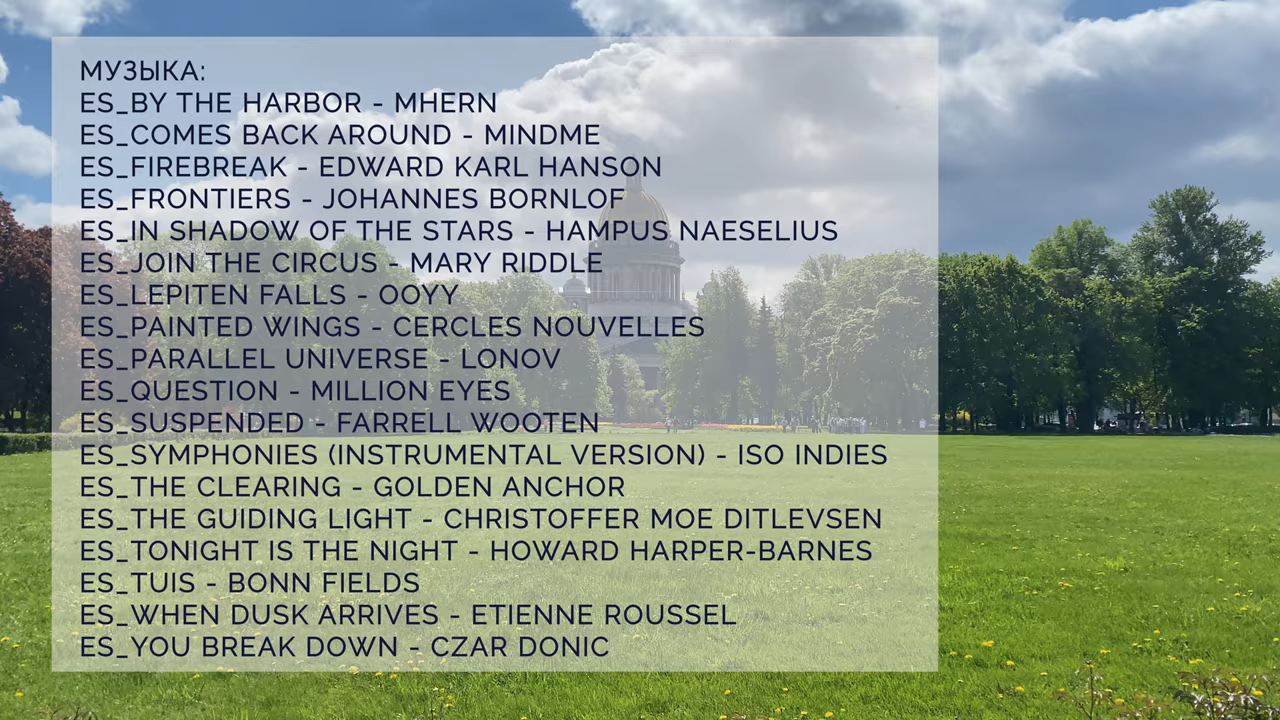 МУЗЫКА:
ES_BY THE HARBOR - MHERN
ES_COMES BACK AROUND - MINDME
ES_FIREBREAK - EDWARD KARL HANSON
ES_FRONTIERS - JOHANNES BORNLOF
ES_IN SHADOW OF THE STARS - HAMPUS NAESELIUS
ES_JOIN THE CIRCUS - MARY RIDDLE
ES_LEPITEN FALLS - OOYY
ES_PAINTED WINGS - CERCLES NOUVELLES
ES_PARALLEL UNIVERSE - LONOV
ES_QUESTION - MILLION EYES
ES_SUSPENDED - FARRELL WOOTEN
ES_SYMPHONIES (INSTRUMENTAL VERSION) - ISO INDIES
ES_THE CLEARING - GOLDEN ANCHOR
ES_THE GUIDING LIGHT - CHRISTOFFER MOE DITLEVSEN
ES_TONIGHT IS THE NIGHT - HOWARD HARPER-BARNES
ES_TUIS - BONN FIELDS
ES_WHEN DUSK ARRIVES - ETIENNE ROUSSEL
ES_YOU BREAK DOWN - CZAR DONIC